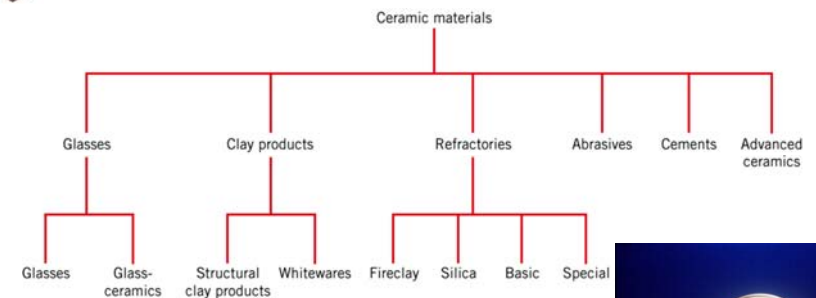 Ceramic materials
Glasses Clay products Refractories Abrasives Cements Advanced
ceramics
Glasses Glass-
ceramics Structural
clay products Whitewares Fireclay Silica Basic Special